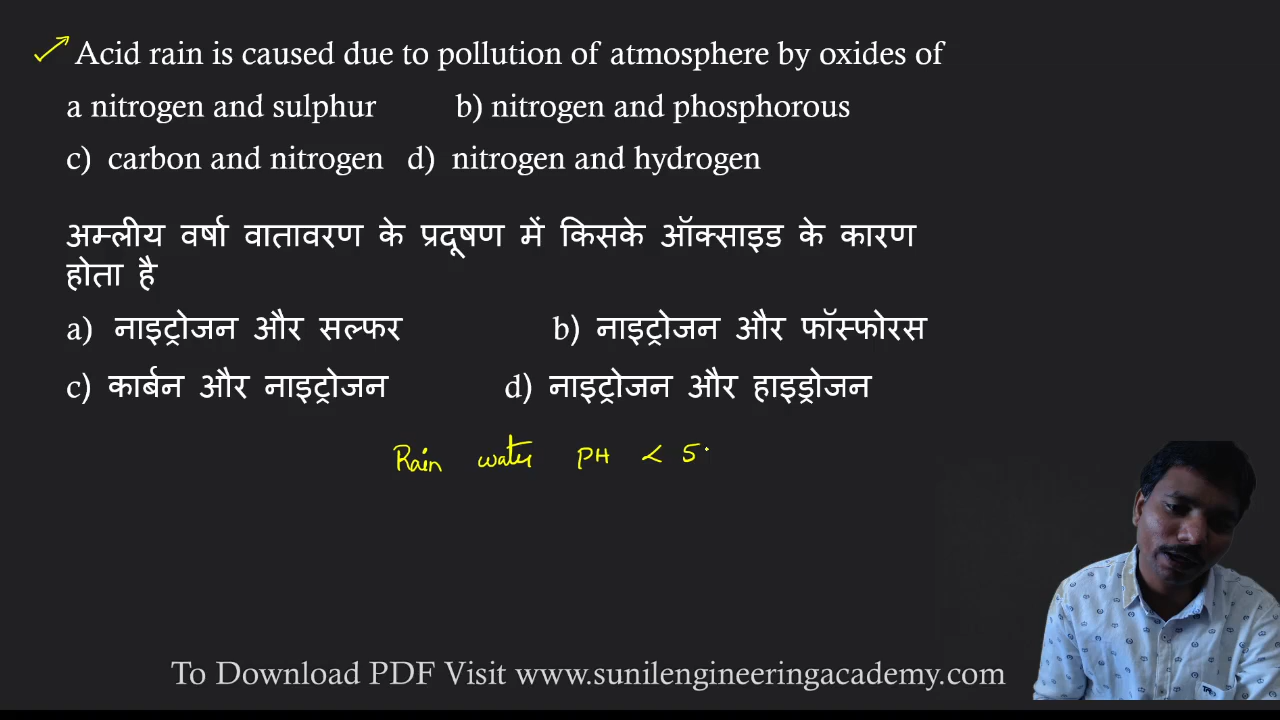 Acid rain is caused due to pollution of atmosphere by oxides of
a nitrogen and sulphur b) nitrogen and phosphorous
c) carbon and nitrogen d) nitrogen and hydrogen
अम्लीय वर्षा वातावरण के प्रदूषण में किसके ऑक्साइड के कारण
होता है
a) नाइट्रोजन और सल्फर b) नाइट्रोजन और फॉस्फोरस
c) कार्बन और नाइट्रोजन d) नाइट्रोजन और हाइड्रोजन
Rain water PH < 5.
To Download PDF Visit www.sunilengineeringacademy.com